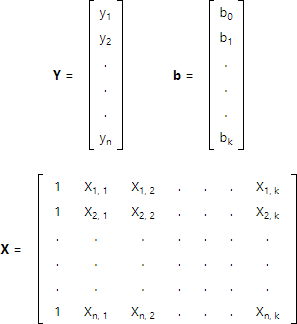 y1 b0
y2 b1
. .
Y = . b = .
. .
yn bk
1 X1, 1 X1, 2 . . . X1, k
1 X2, 1 X2, 2 . . . X2, k
. . . . . . .
X = . . . . . . .
. . . . . . .
1 Xn, 1 Xn, 2 . . . Xn, k